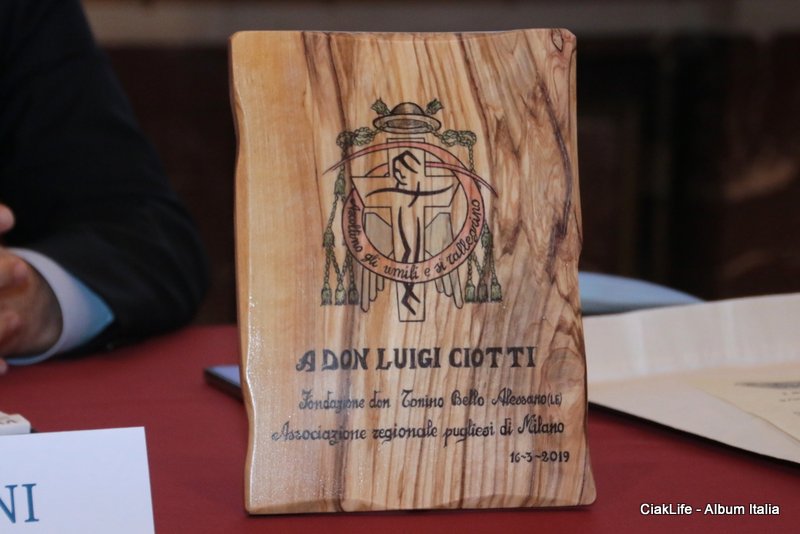 Ascoltino gli umili e si rallegrino
A DON LUIGI CIOTTI
Fondazione don Tonino Bello Alessano (LE)
Associazione regionale pugliesi di Milano
16-3-2019
NI
CiakLife - Album Italia